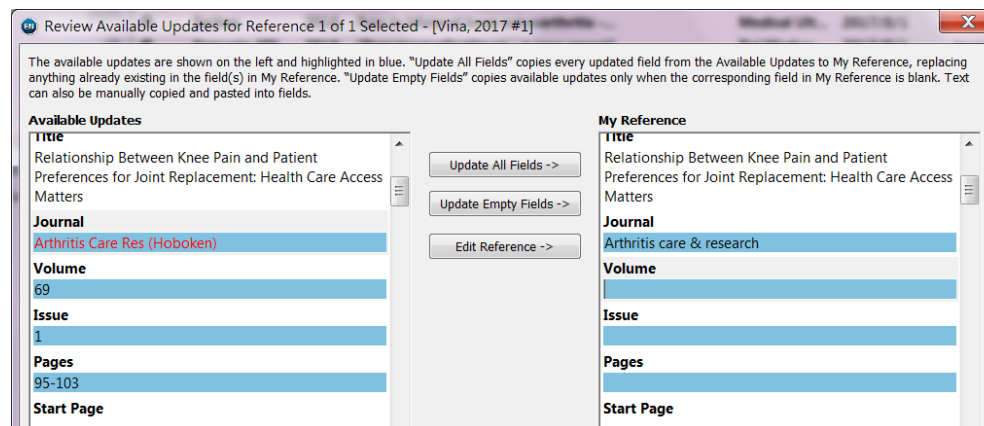 Review Available Updates for Reference 1 of 1 Selected - [Vina, 2017 #1]
The available updates are shown on the left and highlighted in blue. “Update All Fields” copies every updated field from the Available Updates to My Reference, replacing
anything already existing in the field(s) in My Reference. “Update Empty Fields” copies available updates only when the corresponding field in My Reference is blank. Text
can also be manually copied and pasted into fields.
Available Updates
Title
Relationship Between Knee Pain and Patient
Preferences for Joint Replacement: Health Care Access
Matters
Journal
Arthritis Care Res (Hoboken)
Volume
69
Issue
1
Pages
95-103
Start Page
Update All Fields ->
Update Empty Fields ->
Edit Reference ->
My Reference
Title
Relationship Between Knee Pain and Patient
Preferences for Joint Replacement: Health Care Access
Matters
Journal
Arthritis care & research
Volume
Issue
Pages
Start Page